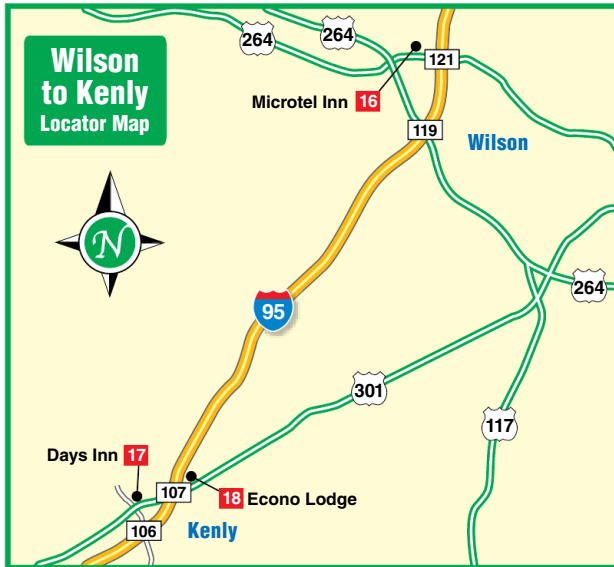 Wilson
to Kenly
Locator Map
264
264
121
Microtel Inn 16
119
Wilson
N
264
95
301
117
Days Inn 17
107
18 Econo Lodge
106
Kenly